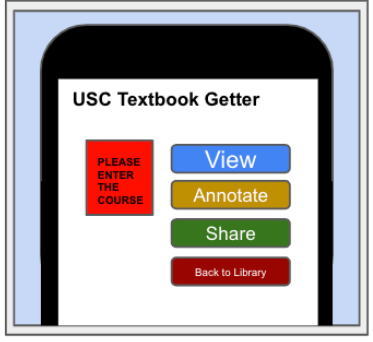 USC Textbook Getter
PLEASE
ENTER
THE
COURSE
View
Annotate
Share
Back to Library